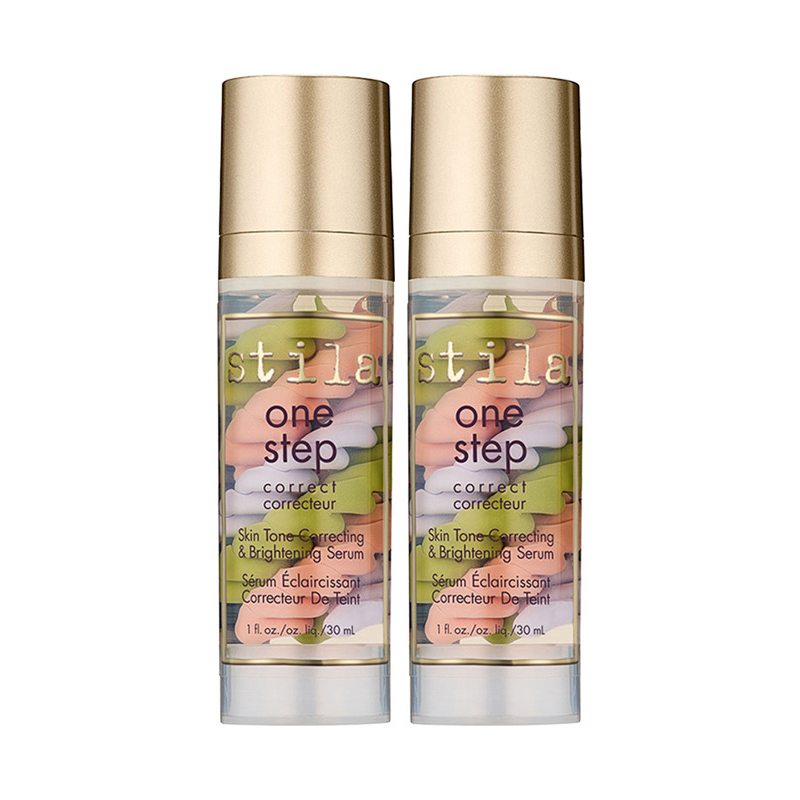 stila
one
step
correct
correcteur
Skin Tone Correcting
& Brightening Serum
Sérum Éclaircissant
Correcteur De Teint
1 fl. oz./oz. liq./30 mL
stila
one
step
correct
correcteur
Skin Tone Correcting
& Brightening Serum
Sérum Éclaircissant
Correcteur De Teint
1 fl. oz./oz. liq./30 mL